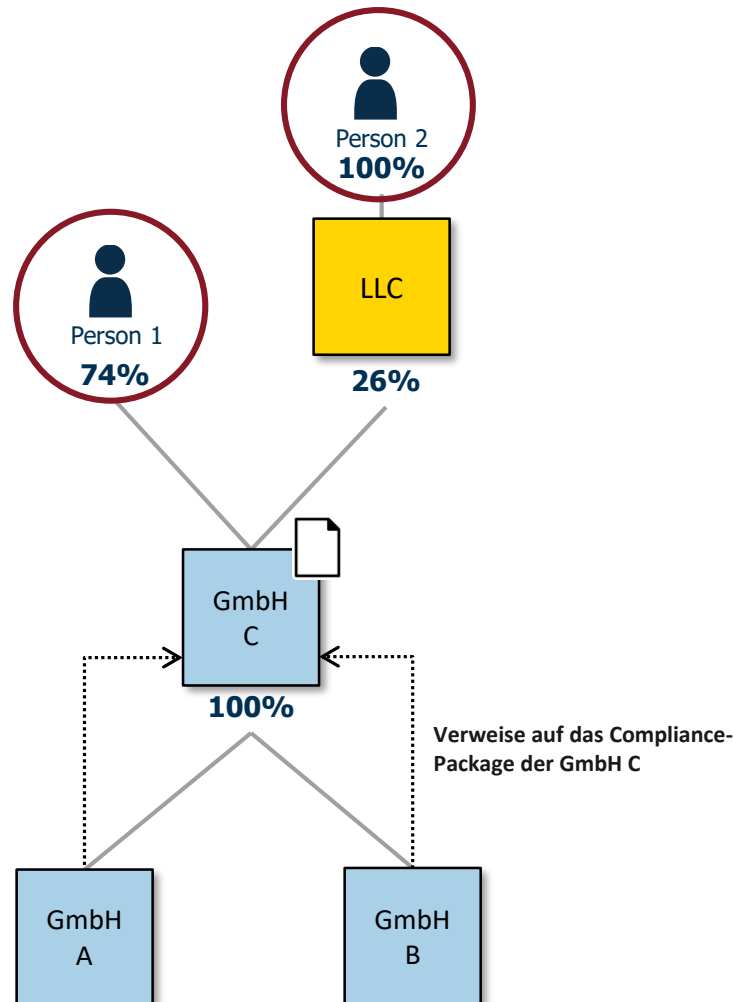 Person 2
100%
LLC
Person 1
74%
26%
GmbH
C
100%
Verweise auf das Compliance-
Package der GmbH C
GmbH
A
GmbH
B